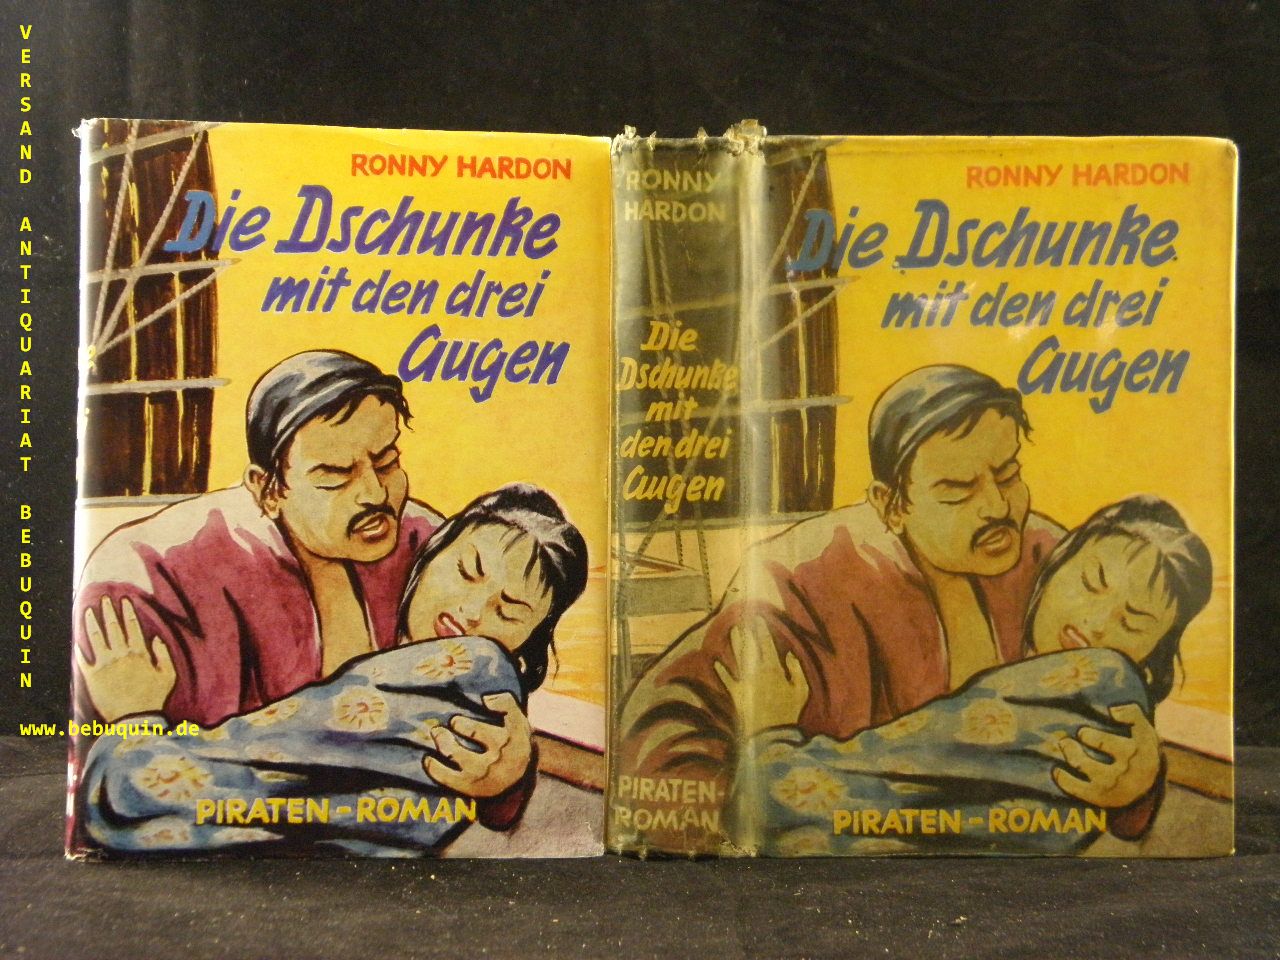 VERSAND ANTIQUARIAT BEBUQUIN
www.bebuquin.de
RONNY HARDON
Die Dschunke
mit den drei
Augen
PIRATEN-ROMAN
RONNY
HARDON
Die
Dschunke
mit
den drei
Augen
PIRATEN-
ROMAN
RONNY HARDON
Die Dschunke
mit den drei
Augen
PIRATEN-ROMAN